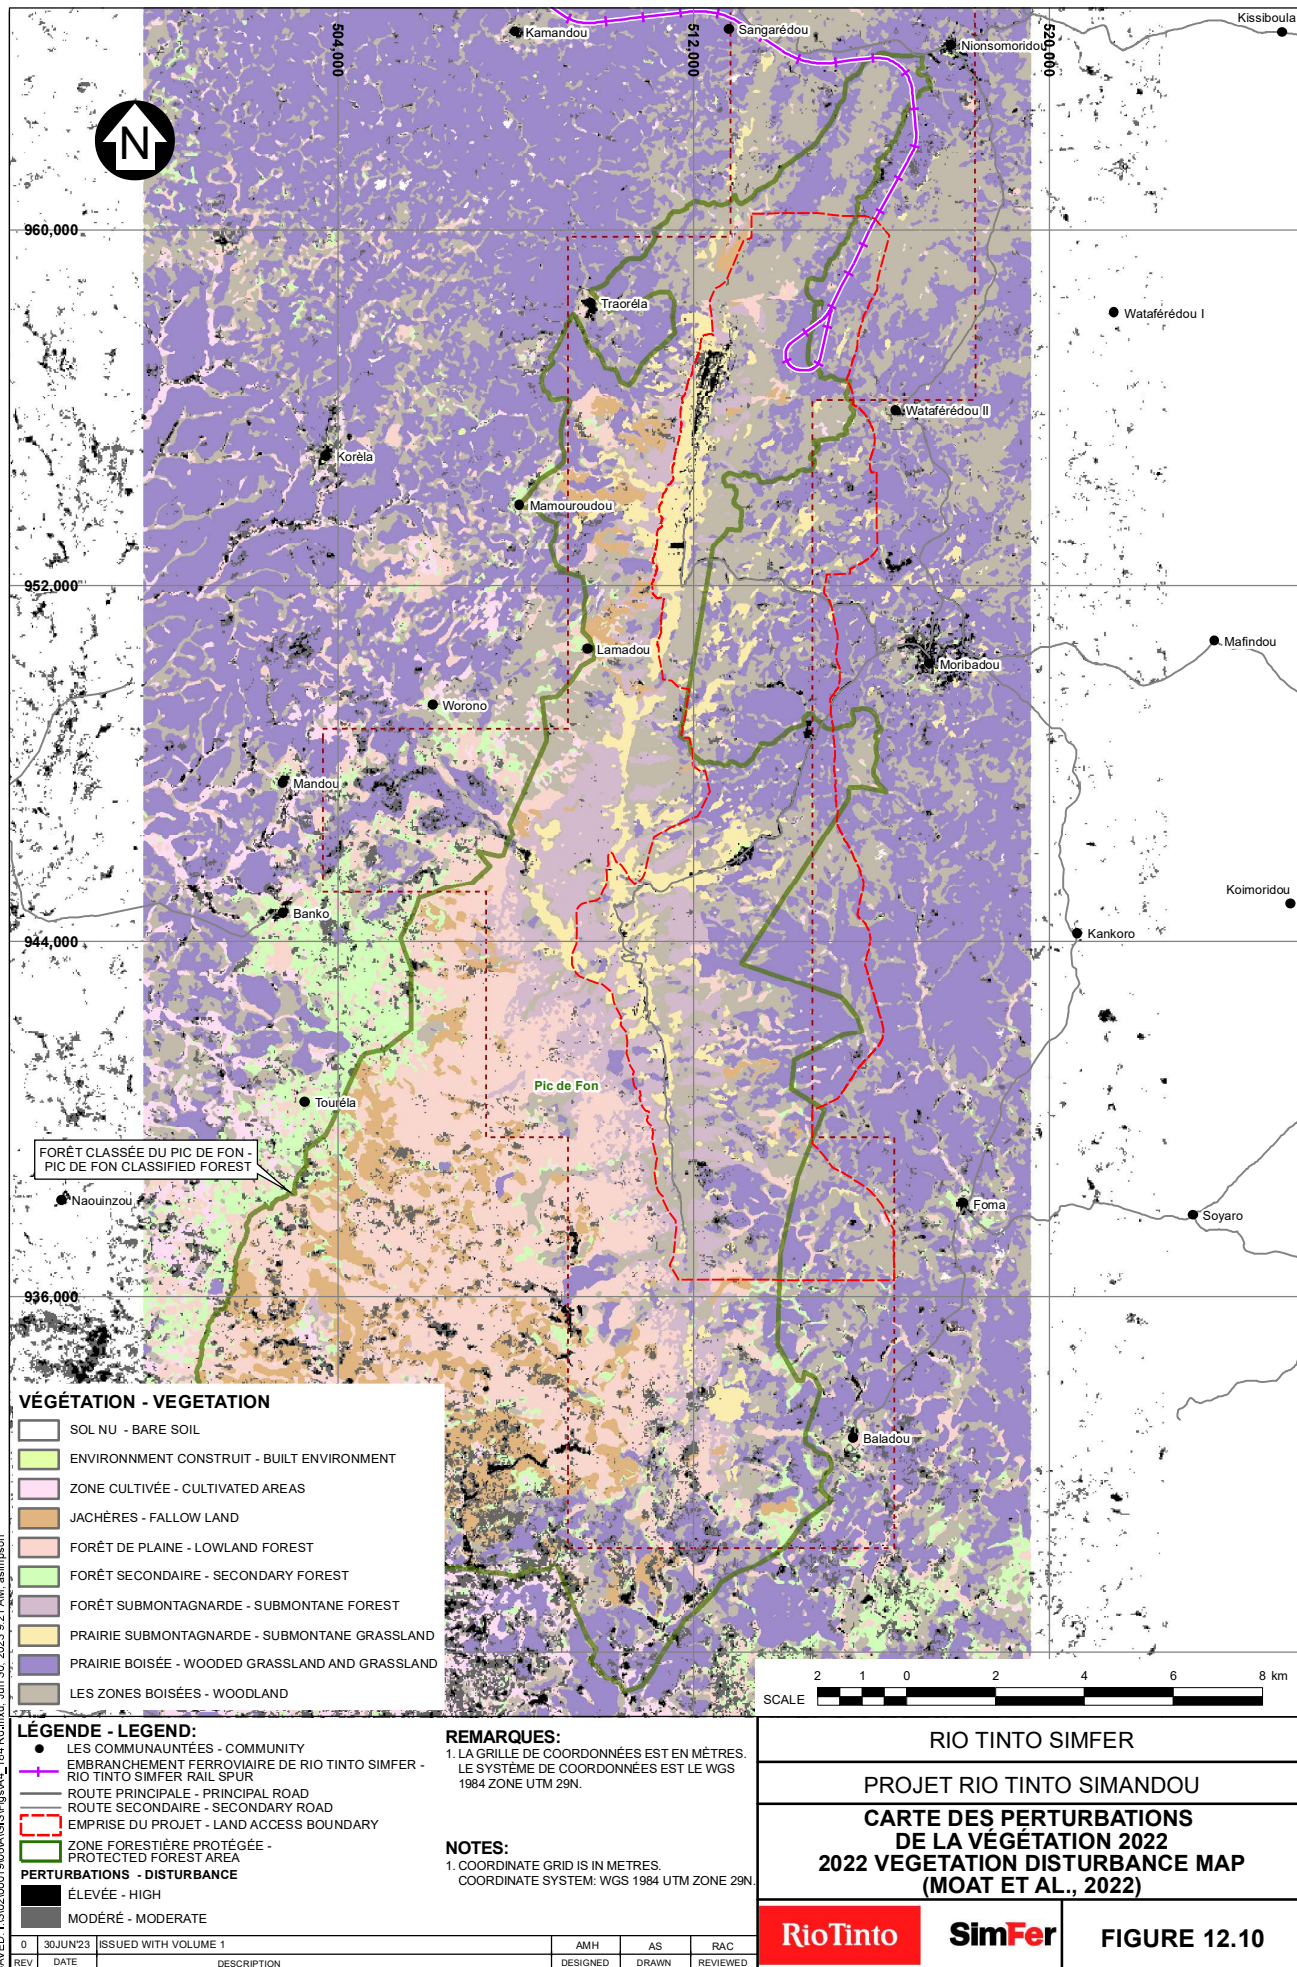 Kamandou
504,000
Sangarédou
512,000
Nionsomoridou
520,000
Kissiboula
N
960,000
Traoréla
Wataférédou I
Wataférédou II
Korèla
Mamouroudou
952,000
Lamadou
Mafindou
Moribadou
Worono
Mandou
Koimoridou
Banko
Kankoro
944,000
Pic de Fon
Touréla
FORÊT CLASSÉE DU PIC DE FON -
PIC DE FON CLASSIFIED FOREST
Naouinzou
Foma
Soyaro
936,000
Baladou
VÉGÉTATION - VEGETATION
SOL NU - BARE SOIL
ENVIRONNMENT CONSTRUIT - BUILT ENVIRONMENT
ZONE CULTIVÉE - CULTIVATED AREAS
JACHÈRES - FALLOW LAND
FORÊT DE PLAINE - LOWLAND FOREST
FORÊT SECONDAIRE - SECONDARY FOREST
FORÊT SUBMONTAGNARDE - SUBMONTANE FOREST
PRAIRIE SUBMONTAGNARDE - SUBMONTANE GRASSLAND
PRAIRIE BOISÉE - WOODED GRASSLAND AND GRASSLAND
LES ZONES BOISÉES - WOODLAND
2 1 0 2 4 6 8 km
SCALE
LÉGENDE - LEGEND:
LES COMMUNAUNTÉES - COMMUNITY
EMBRANCHEMENT FERROVIAIRE DE RIO TINTO SIMFER -
RIO TINTO SIMFER RAIL SPUR
ROUTE PRINCIPALE - PRINCIPAL ROAD
ROUTE SECONDAIRE - SECONDARY ROAD
EMPRISE DU PROJET - LAND ACCESS BOUNDARY
ZONE FORESTIÈRE PROTÉGÉE -
PROTECTED FOREST AREA
PERTURBATIONS - DISTURBANCE
ÉLEVÉE - HIGH
MODÉRÉ - MODERATE
REMARQUES:
1. LA GRILLE DE COORDONNÉES EST EN MÈTRES.
LE SYSTÈME DE COORDONNÉES EST LE WGS
1984 ZONE UTM 29N.
NOTES:
1. COORDINATE GRID IS IN METRES.
COORDINATE SYSTEM: WGS 1984 UTM ZONE 29N.
RIO TINTO SIMFER
PROJET RIO TINTO SIMANDOU
CARTE DES PERTURBATIONS
DE LA VÉGÉTATION 2022
2022 VEGETATION DISTURBANCE MAP
(MOAT ET AL., 2022)
RioTinto
SimFer
FIGURE 12.10
0 30JUN'23 ISSUED WITH VOLUME 1 AMH AS RAC
REV DATE DESCRIPTION DESIGNED DRAWN REVIEWED